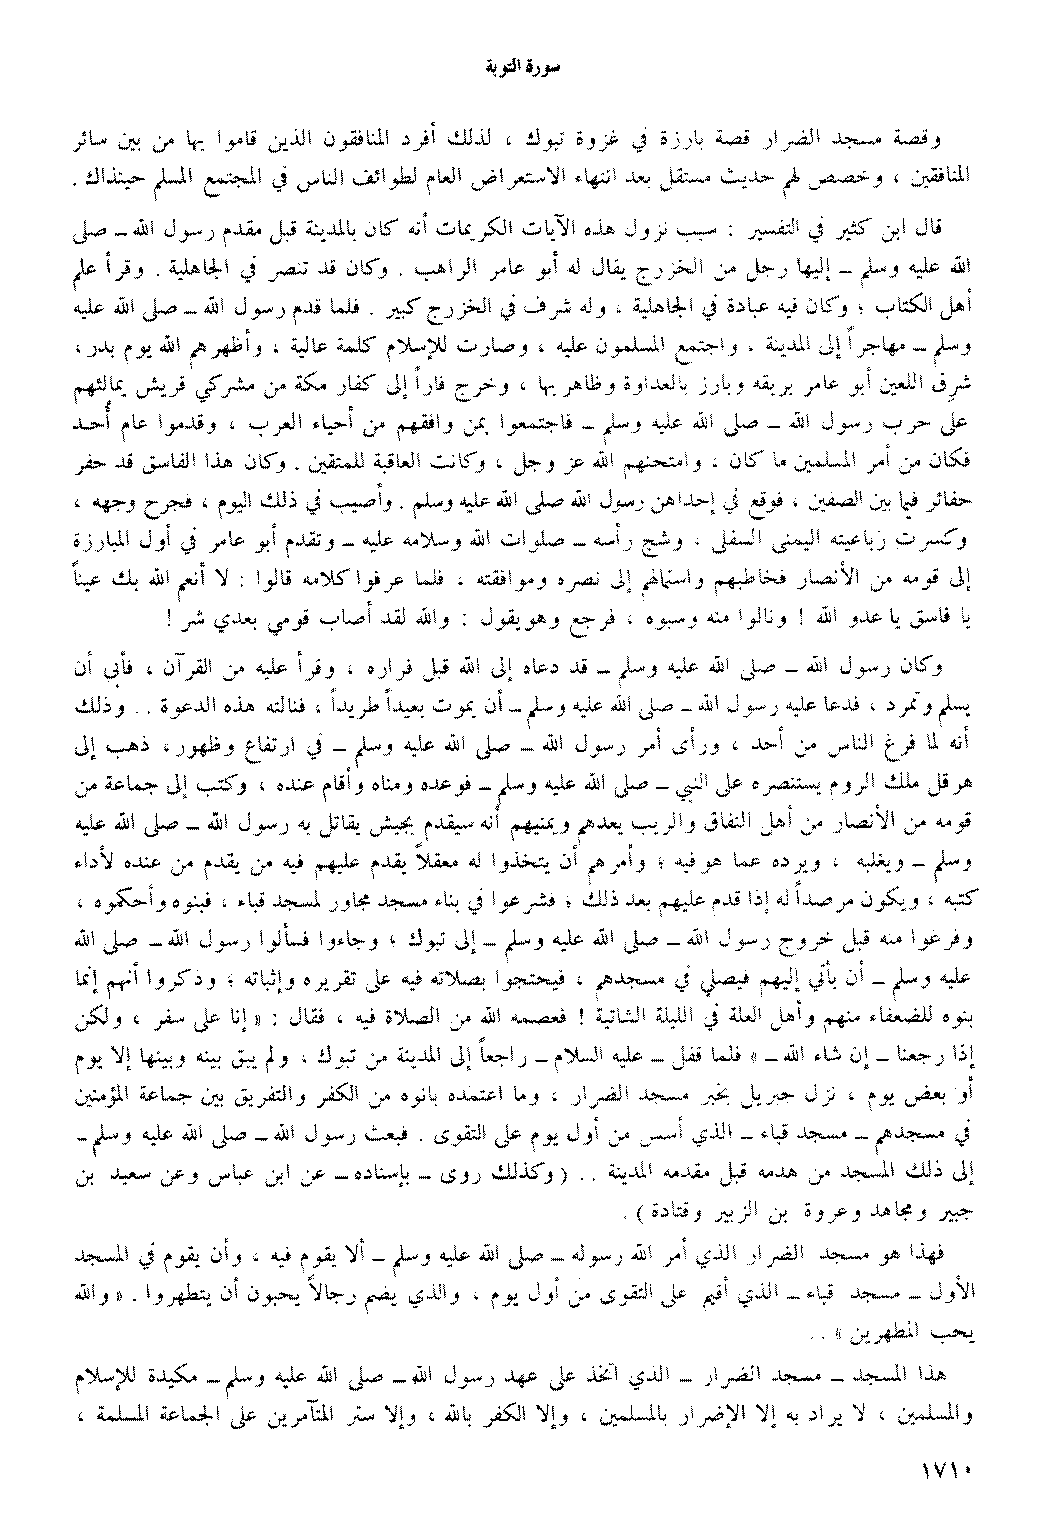 سورة التوبة
وقصة مسجد الضرار قصة بارزة في غزوة تبوك ، لذلك أفرد المنافقون الذين قاموا بها من بين سائر
المنافقين ، وخصص لهم حديث مستقل بعد انتهاء الاستعراض العام لطوائف الناس في المجتمع المسلم حينذاك .
قال ابن كثير في التفسير : سبب نزول هذه الآيات الكريمات أنه كان بالمدينة قبل مقدم رسول الله – صلى
الله عليه وسلم – إليها رجل من الخزرج يقال له أبو عامر الراهب . وكان قد تنصر في الجاهلية . وقرأ علم
أهل الكتاب ؛ وكان فيه عبادة في الجاهلية ، وله شرف في الخزرج كبير . فلما قدم رسول الله – صلى الله عليه
وسلم – مهاجراً إلى المدينة . واجتمع المسلمون عليه ، وصارت للإسلام كلمة عالية ، وأظهرهم الله يوم بدر ،
شرق اللعين أبو عامر بريقه وبارز بالعداوة وظاهر بها ، وخرج فاراً إلى كفار مكة من مشركي قريش يمالئهم
على حرب رسول الله – صلى الله عليه وسلم – فاجتمعوا بمن وافقهم من أحياء العرب ، وقدموا عام أحد
فكان من أمر المسلمين ما كان ، وامتحنهم الله عز وجل ، وكانت العاقبة للمتقين . وكان هذا الفاسق قد حفر
حفائر فيما بين الصفين ، فوقع في إحداهن رسول الله صلى الله عليه وسلم . وأصيب في ذلك اليوم ، فجرح وجهه ،
وكسرت رباعيته اليمنى السفلى ، وشج رأسه – صلوات الله وسلامه عليه – وتقدم أبو عامر في أول المبارزة
إلى قومه من الأنصار فخاطبهم واستمالهم إلى نصره وموافقته ، فلما عرفوا كلامه قالوا : لا أنعم الله بك عيناً
يا فاسق يا عدو الله ! ونالوا منه وسبوه ، فرجع وهو يقول : والله لقد أصاب قومي بعدي شر !
وكان رسول الله – صلى الله عليه وسلم – قد دعاه إلى الله قبل فراره ، وقرأ عليه من القرآن ، فأبي أن
يسلم وتمرد ، فدعا عليه رسول الله – صلى الله عليه وسلم – أن يموت بعيداً طريداً ، فنالته هذه الدعوة . . وذلك
أنه لما فرغ الناس من أحد ، ورأى أمر رسول الله – صلى الله عليه وسلم – في ارتفاع وظهور ، ذهب إلى
هرقل ملك الروم يستنصره على النبي – صلى الله عليه وسلم – فوعده ومناه وأقام عنده ، وكتب إلى جماعة من
قومه من الأنصار من أهل النفاق والريب يعدهم ويمنيهم أنه سيقدم بجيش يقاتل به رسول الله – صلى الله عليه
وسلم – ويغلبه ، ويرده عما هو فيه ؛ وأمرهم أن يتخذوا له معقلاً يقدم عليهم فيه من يقدم من عنده لأداء
كتبه ، ويكون مرصداً له إذا قدم عليهم بعد ذلك ؛ فشرعوا في بناء مسجد مجاور لمسجد قباء ، فبنوه وأحكموه ،
وفرغوا منه قبل خروج رسول الله – صلى الله عليه وسلم – إلى تبوك ؛ وجاءوا فسألوا رسول الله – صلى الله
عليه وسلم – أن يأتي إليهم فيصلي في مسجدهم ، فيحتجوا بصلاته فيه على تقريره وإثباته ؛ وذكروا أنهم إنما
بنوه للضعفاء منهم وأهل العلة في الليلة الشاتية ! فعصمه الله من الصلاة فيه ، فقال : « إنا على سفر ، ولكن
إذا رجعنا – إن شاء الله – » فلما قفل – عليه السلام – راجعاً إلى المدينة من تبوك ، ولم يبق بينه وبينها إلا يوم
أو بعض يوم ، نزل جبريل بخبر مسجد الضرار ، وما اعتمده بانوه من الكفر والتفريق بين جماعة المؤمنين
في مسجدهم – مسجد قباء – الذي أسس من أول يوم على التقوى . فبعث رسول الله – صلى الله عليه وسلم –
إلى ذلك المسجد من هدمه قبل مقدمه المدينة . . ( وكذلك روى – بإسناده – عن ابن عباس وعن سعيد بن
جبير ومجاهد وعروة بن الزبير وقتادة ) .
فهذا هو مسجد الضرار الذي أمر الله رسوله – صلى الله عليه وسلم – ألا يقوم فيه ، وأن يقوم في المسجد
الأول – مسجد قباء – الذي أقيم على التقوى من أول يوم ، والذي يضم رجالاً يحبون أن يتطهروا . « والله
يحب المطهرين » . .
هذا المسجد – مسجد الضرار – الذي اتخذ على عهد رسول الله – صلى الله عليه وسلم – مكيدة للإسلام
والمسلمين ، لا يراد به إلا الإضرار بالمسلمين ، وإلا الكفر بالله ، وإلا ستر المتآمرين على الجماعة المسلمة ،
١٧١٠